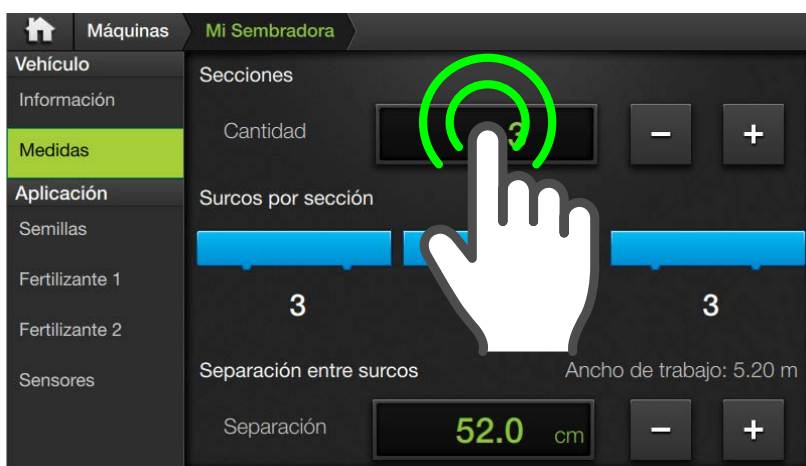 Máquinas Mi Sembradora
Vehículo
Información
Medidas
Aplicación
Semillas
Fertilizante 1
Fertilizante 2
Sensores
Secciones
Cantidad 3 - +
Surcos por sección
3 3
Separación entre surcos Ancho de trabajo: 5.20 m
Separación 52.0 cm - +